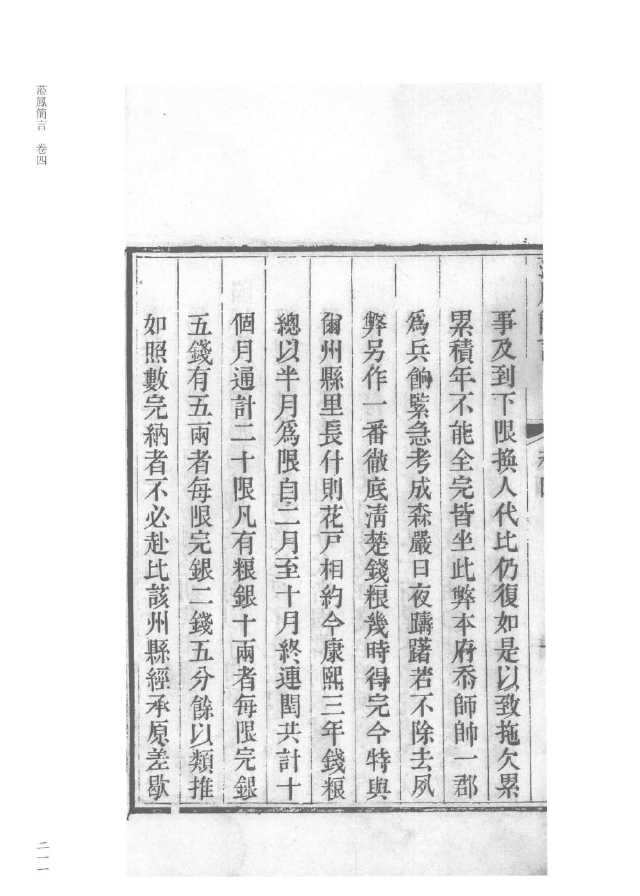 蒞鳳簡言　卷四
事及到下限換人代比仍復如是以致拖欠累
累積年不能全完皆坐此弊本府忝師帥一郡
爲兵餉緊急考成森嚴日夜躊躇若不除去夙
弊另作一番徹底清楚錢粮幾時得完今特與
爾州縣里長什則花戸相約今康熙三年錢粮
總以半月爲限自二月至十月終連閏共計十
個月通計二十限凡有粮銀十兩者每限完銀
五錢有五兩者每限完銀二錢五分餘以類推
如照數完納者不必赴比該州縣經承原差歇
二一一